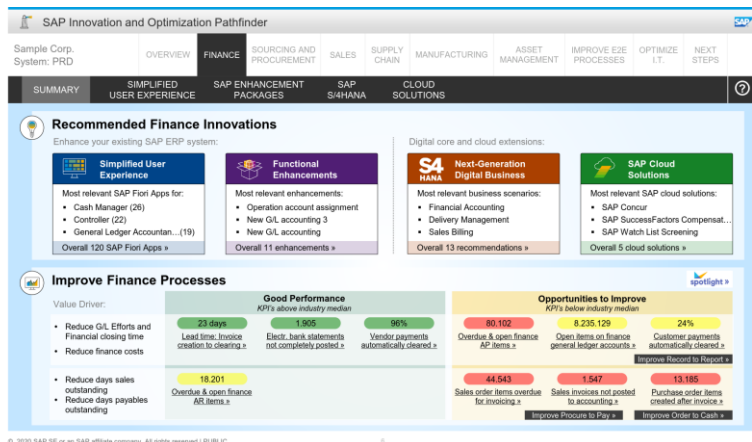 SAP Innovation and Optimization Pathfinder
SAP
Sample Corp.
System: PRD
OVERVIEW
FINANCE
SOURCING AND
PROCUREMENT
SALES
SUPPLY
CHAIN
MANUFACTURING
ASSET
MANAGEMENT
IMPROVE E2E
PROCESSES
OPTIMIZE
I.T.
NEXT
STEPS
SUMMARY
SIMPLIFIED
USER EXPERIENCE
SAP ENHANCEMENT
PACKAGES
SAP
S/4HANA
CLOUD
SOLUTIONS
?
Recommended Finance Innovations
Enhance your existing SAP ERP system:
Digital core and cloud extensions:
Simplified User
Experience
Most relevant SAP Fiori Apps for:
▪ Cash Manager (26)
▪ Controller (22)
▪ General Ledger Accountan...(19)
Overall 120 SAP Fiori Apps »
Functional
Enhancements
Most relevant enhancements:
▪ Operation account assignment
▪ New G/L accounting 3
▪ New G/L accounting
Overall 11 enhancements »
S4
HANA
Next-Generation
Digital Business
Most relevant business scenarios:
▪ Financial Accounting
▪ Delivery Management
▪ Sales Billing
Overall 13 recommendations »
SAP Cloud
Solutions
Most relevant SAP cloud solutions:
▪ SAP Concur
▪ SAP SuccessFactors Compensat...
▪ SAP Watch List Screening
Overall 5 cloud solutions »
Improve Finance Processes
spotlight »
Value Driver:
Good Performance
KPI's above industry median
Opportunities to Improve
KPI's below industry median
• Reduce G/L Efforts and
Financial closing time
• Reduce finance costs
23 days
Lead time: Invoice
creation to clearing »
1.905
Electr. bank statements
not completely posted »
96%
Vendor payments
automatically cleared »
80.102
Overdue & open finance
AP items »
8.235.129
Open items on finance
general ledger accounts »
24%
Customer payments
automatically cleared »
Improve Record to Report »
• Reduce days sales
outstanding
• Reduce days payables
outstanding
18.201
Overdue & open finance
AR items »
44.543
Sales order items overdue
for invoicing »
1.547
Sales invoices not posted
to accounting »
13.185
Purchase order items
created after invoice »
Improve Procure to Pay »
Improve Order to Cash »
© 2020 SAP SE or an SAP affiliate company. All rights reserved | PUBLIC